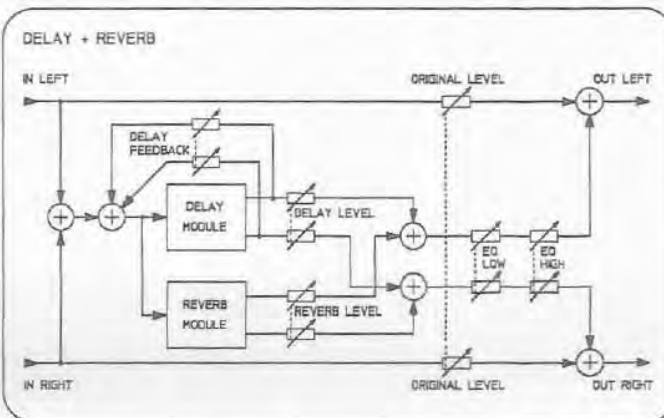 DELAY + REVERB
IN LEFT
ORIGINAL LEVEL
OUT LEFT
DELAY
FEEDBACK
DELAY
MODULE
DELAY LEVEL
EQ
LOW
EQ
HIGH
REVERB
MODULE
REVERB LEVEL
IN RIGHT
ORIGINAL LEVEL
OUT RIGHT